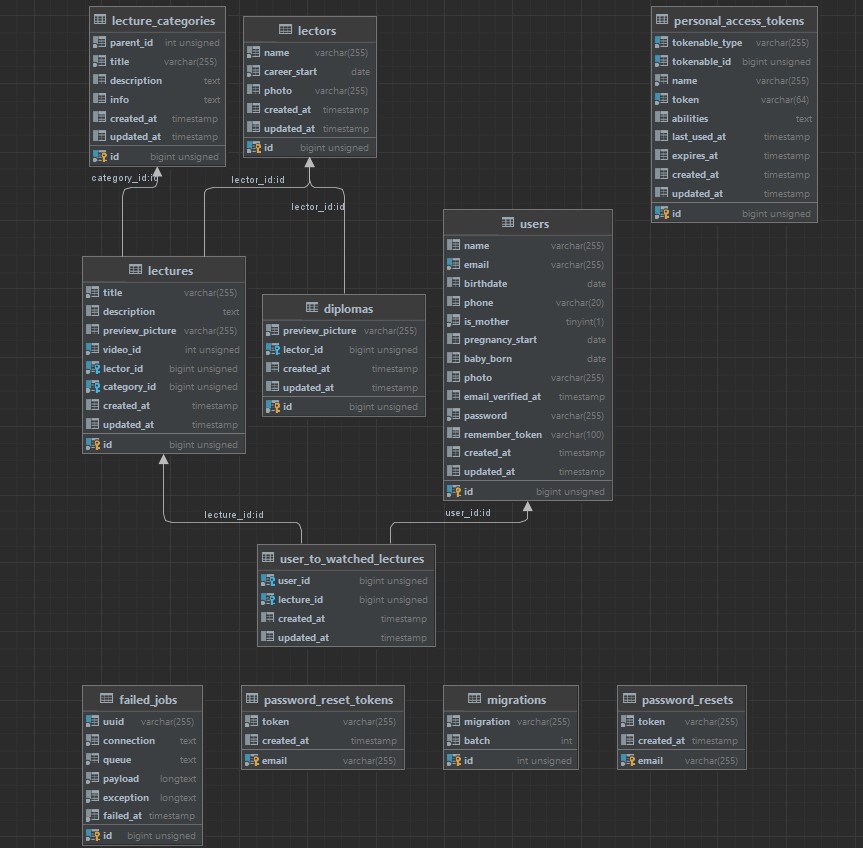 lecture_categories
parent_id int unsigned
title varchar(255)
description text
info text
created_at timestamp
updated_at timestamp
id bigint unsigned
lectors
name varchar(255)
career_start date
photo varchar(255)
created_at timestamp
updated_at timestamp
id bigint unsigned
personal_access_tokens
tokenable_type varchar(255)
tokenable_id bigint unsigned
name varchar(255)
token varchar(64)
abilities text
last_used_at timestamp
expires_at timestamp
created_at timestamp
updated_at timestamp
id bigint unsigned
category_id:id
lector_id:id
lector_id:id
users
name varchar(255)
email varchar(255)
birthdate date
phone varchar(20)
is_mother tinyint(1)
pregnancy_start date
baby_born date
photo varchar(255)
email_verified_at timestamp
password varchar(255)
remember_token varchar(100)
created_at timestamp
updated_at timestamp
id bigint unsigned
lectures
title varchar(255)
description text
preview_picture varchar(255)
video_id int unsigned
lector_id bigint unsigned
category_id bigint unsigned
created_at timestamp
updated_at timestamp
id bigint unsigned
diplomas
preview_picture varchar(255)
lector_id bigint unsigned
created_at timestamp
updated_at timestamp
id bigint unsigned
lecture_id:id
user_id:id
user_to_watched_lectures
user_id bigint unsigned
lecture_id bigint unsigned
created_at timestamp
updated_at timestamp
failed_jobs
uuid varchar(255)
connection text
queue text
payload longtext
exception longtext
failed_at timestamp
id bigint unsigned
password_reset_tokens
token varchar(255)
created_at timestamp
email varchar(255)
migrations
migration varchar(255)
batch int
id int unsigned
password_resets
token varchar(255)
created_at timestamp
email varchar(255)